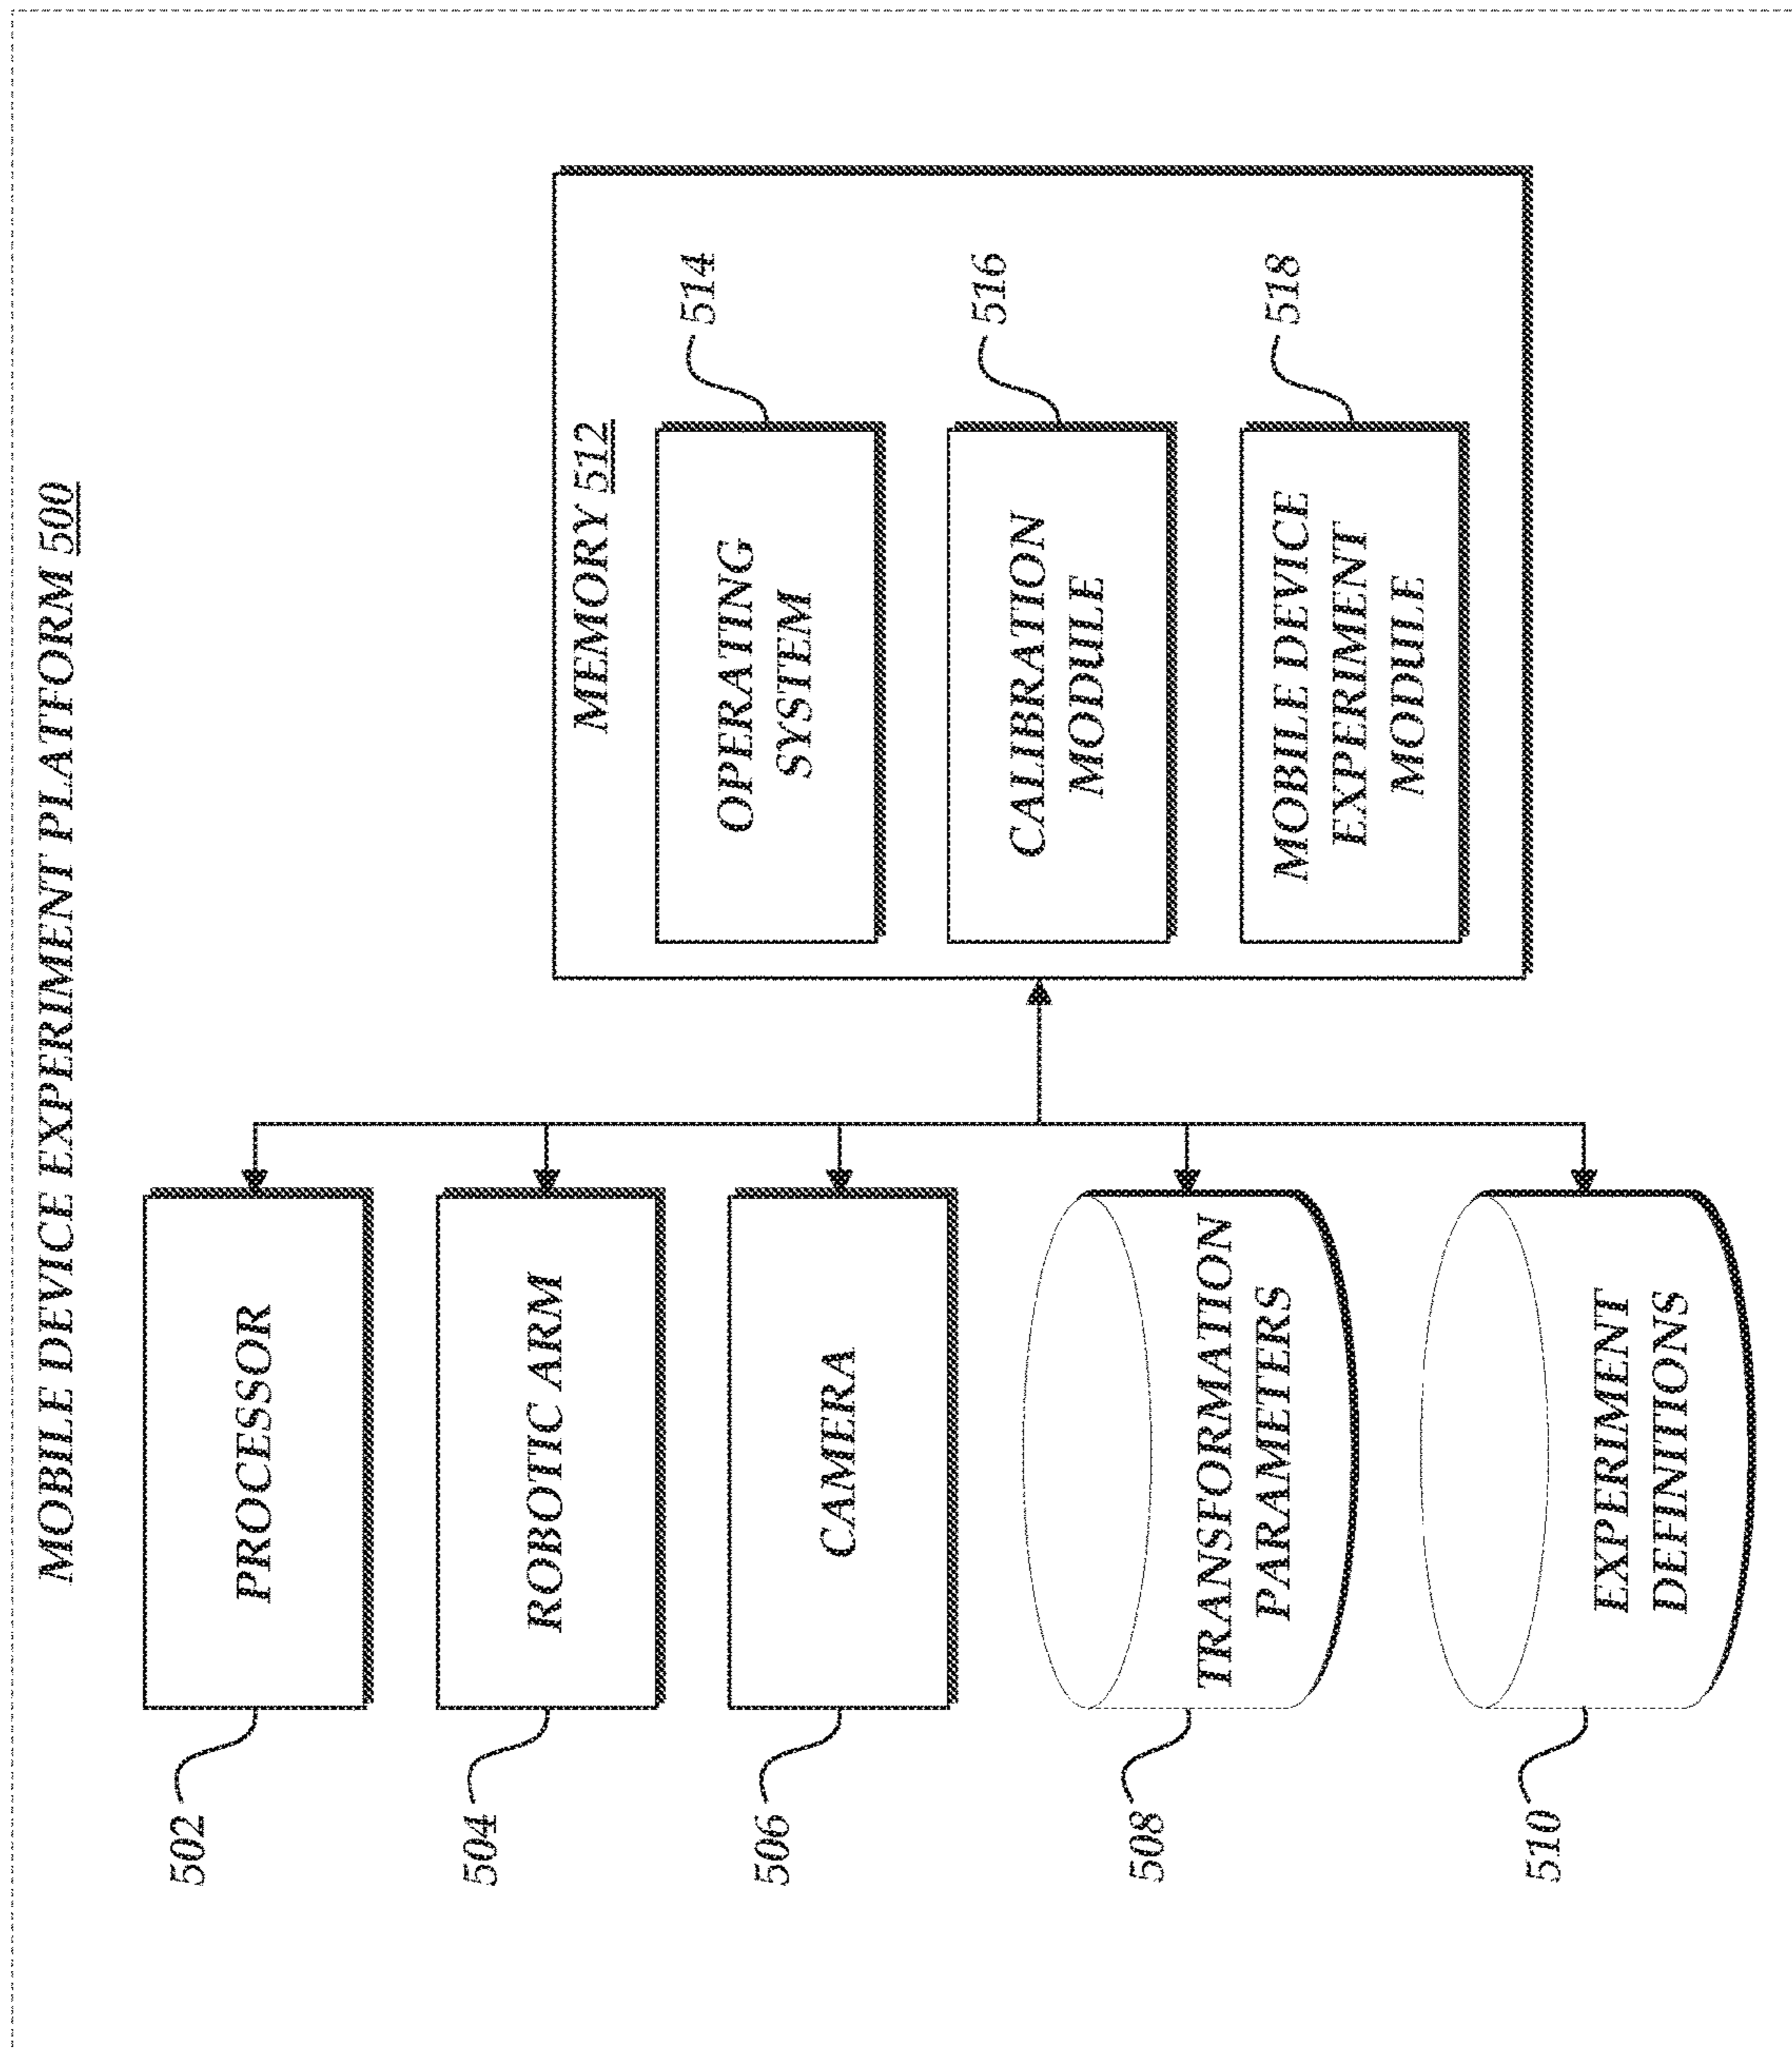 MOBILE DEVICE EXPERIMENT PLATFORM 500
502
PROCESSOR
504
ROBOTIC ARM
506
CAMERA
508
TRANSFORMATION
PARAMETERS
510
EXPERIMENT
DEFINITIONS
MEMORY 512
OPERATING
SYSTEM
514
CALIBRATION
MODULE
516
MOBILE DEVICE
EXPERIMENT
MODULE
518